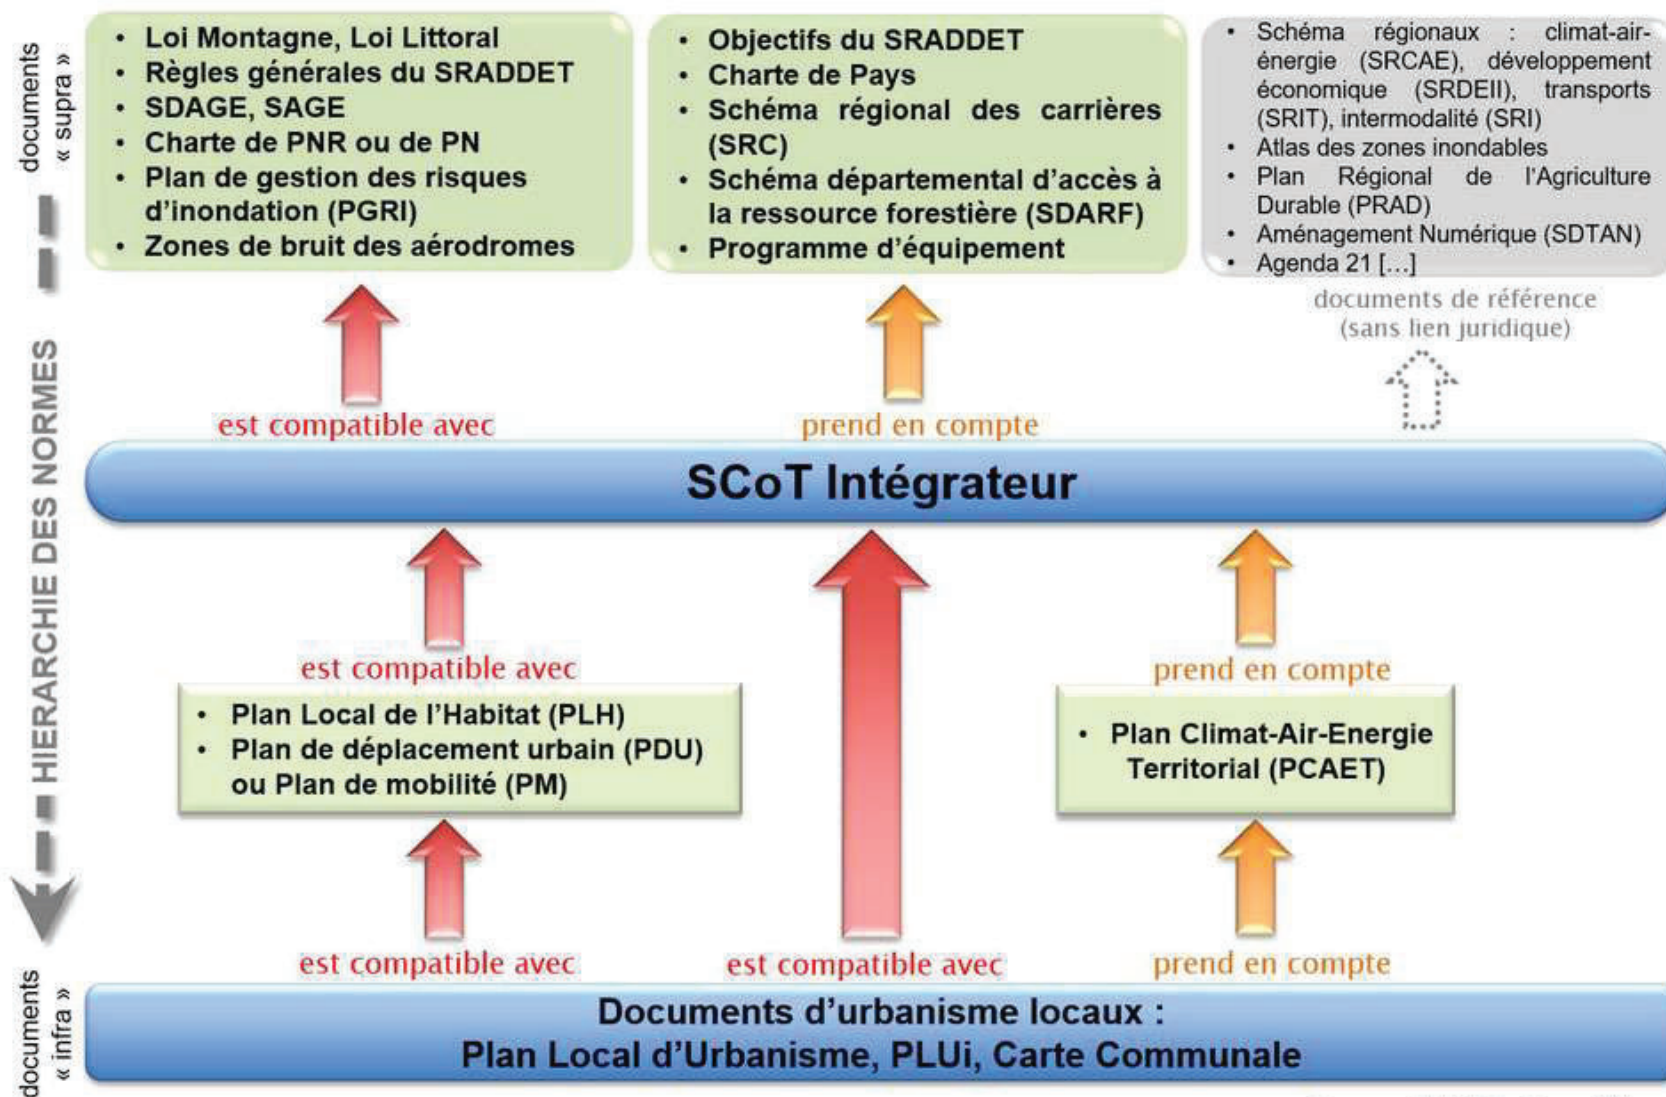 documents
« supra »
• Loi Montagne, Loi Littoral
• Règles générales du SRADDET
• SDAGE, SAGE
• Charte de PNR ou de PN
• Plan de gestion des risques
d'inondation (PGRI)
• Zones de bruit des aérodromes
• Objectifs du SRADDET
• Charte de Pays
• Schéma régional des carrières
(SRC)
• Schéma départemental d'accès à
la ressource forestière (SDARF)
• Programme d'équipement
• Schéma régionaux : climat-air-
énergie (SRCAE), développement
économique (SRDEII), transports
(SRIT), intermodalité (SRI)
• Atlas des zones inondables
• Plan Régional de l'Agriculture
Durable (PRAD)
• Aménagement Numérique (SDTAN)
• Agenda 21 [...]
documents de référence
(sans lien juridique)
est compatible avec
prend en compte
HIERARCHIE DES NORMES
SCoT Intégrateur
est compatible avec
prend en compte
• Plan Local de l'Habitat (PLH)
• Plan de déplacement urbain (PDU)
ou Plan de mobilité (PM)
• Plan Climat-Air-Energie
Territorial (PCAET)
est compatible avec
est compatible avec
prend en compte
documents
« infra »
Documents d'urbanisme locaux :
Plan Local d'Urbanisme, PLUi, Carte Communale